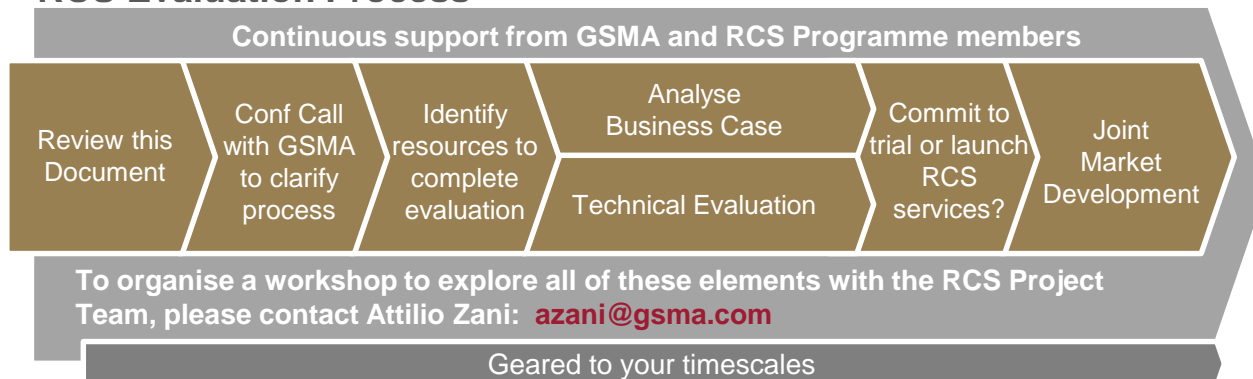 RCS Evaluation Process
Continuous support from GSMA and RCS Programme members
Review this
Document
Conf Call
with GSMA
to clarify
process
Identify
resources to
complete
evaluation
Analyse
Business Case
Technical Evaluation
Commit to
trial or launch
RCS
services?
Joint
Market
Development
To organise a workshop to explore all of these elements with the RCS Project
Team, please contact Attilio Zani: azani@gsma.com
Geared to your timescales